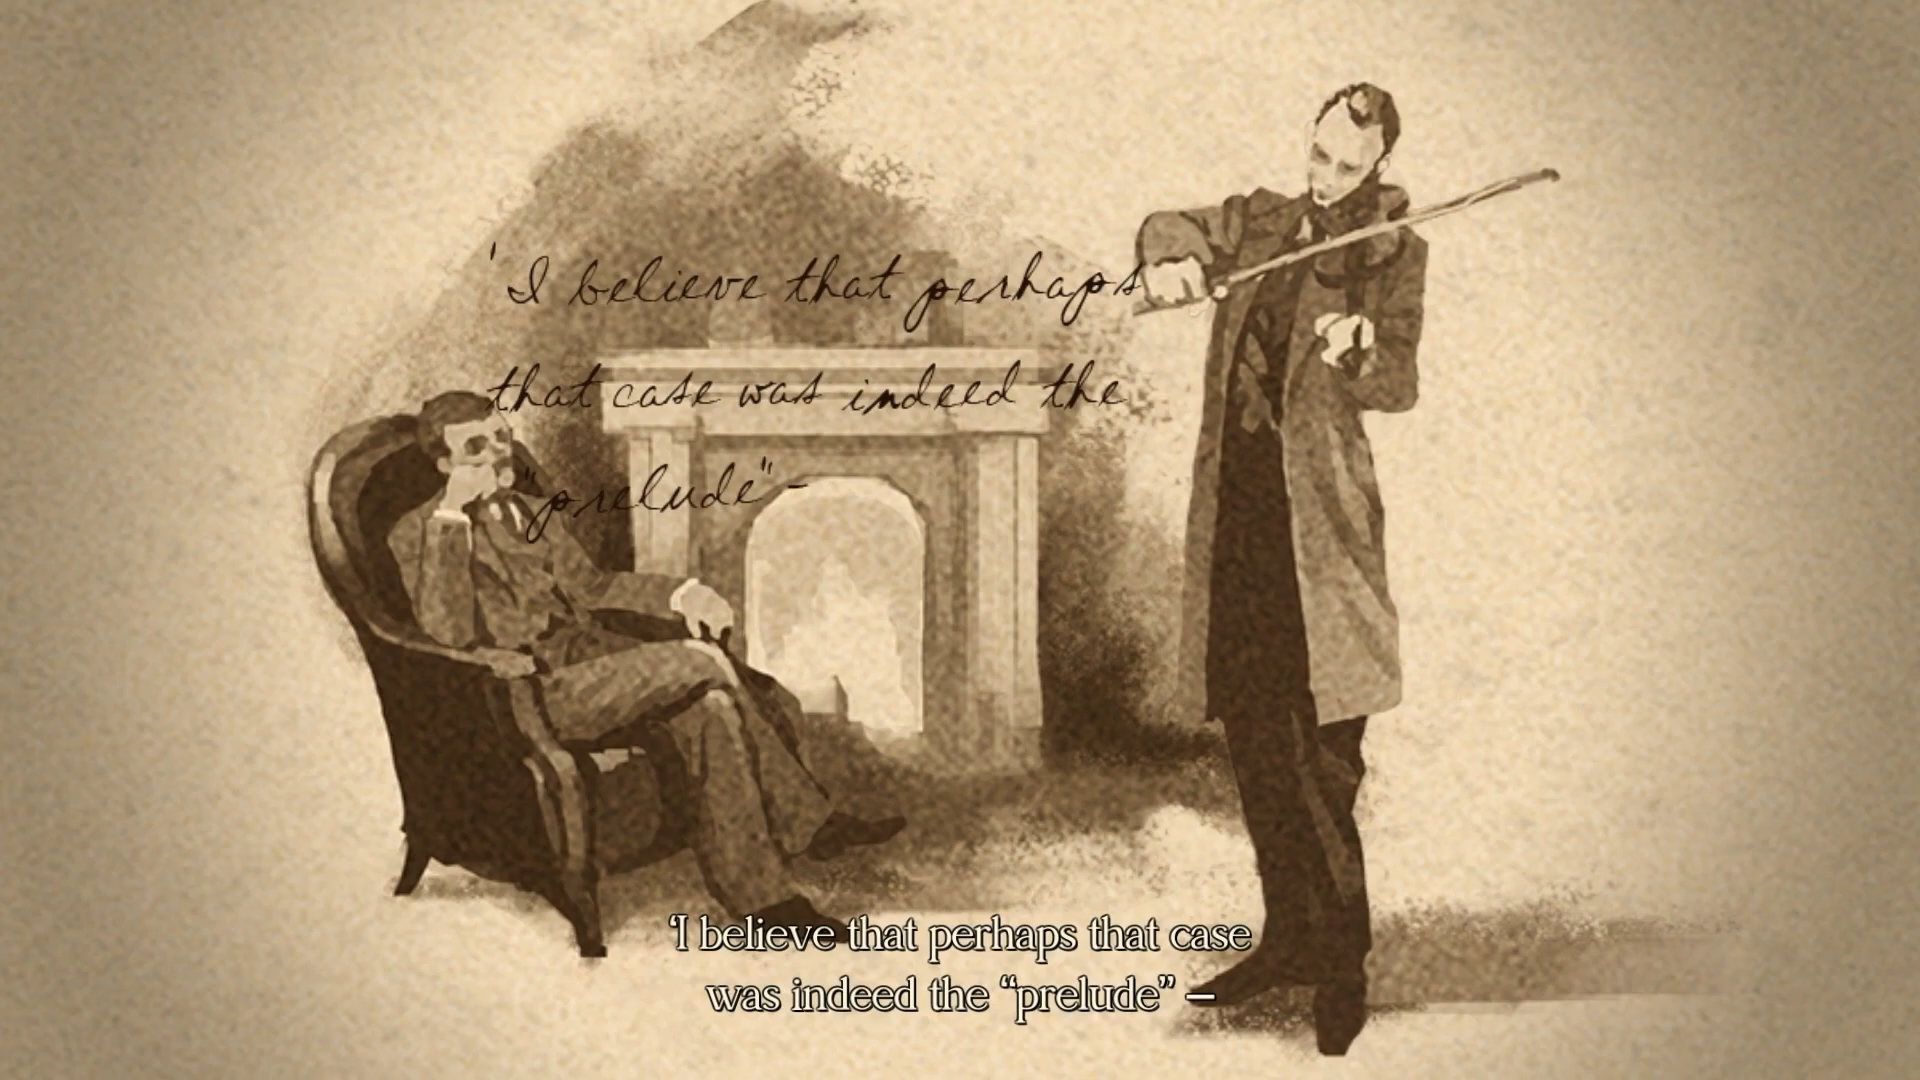 'I believe that perhaps
that case was indeed the
"prelude" -
‘I believe that perhaps that case
was indeed the “prelude” –